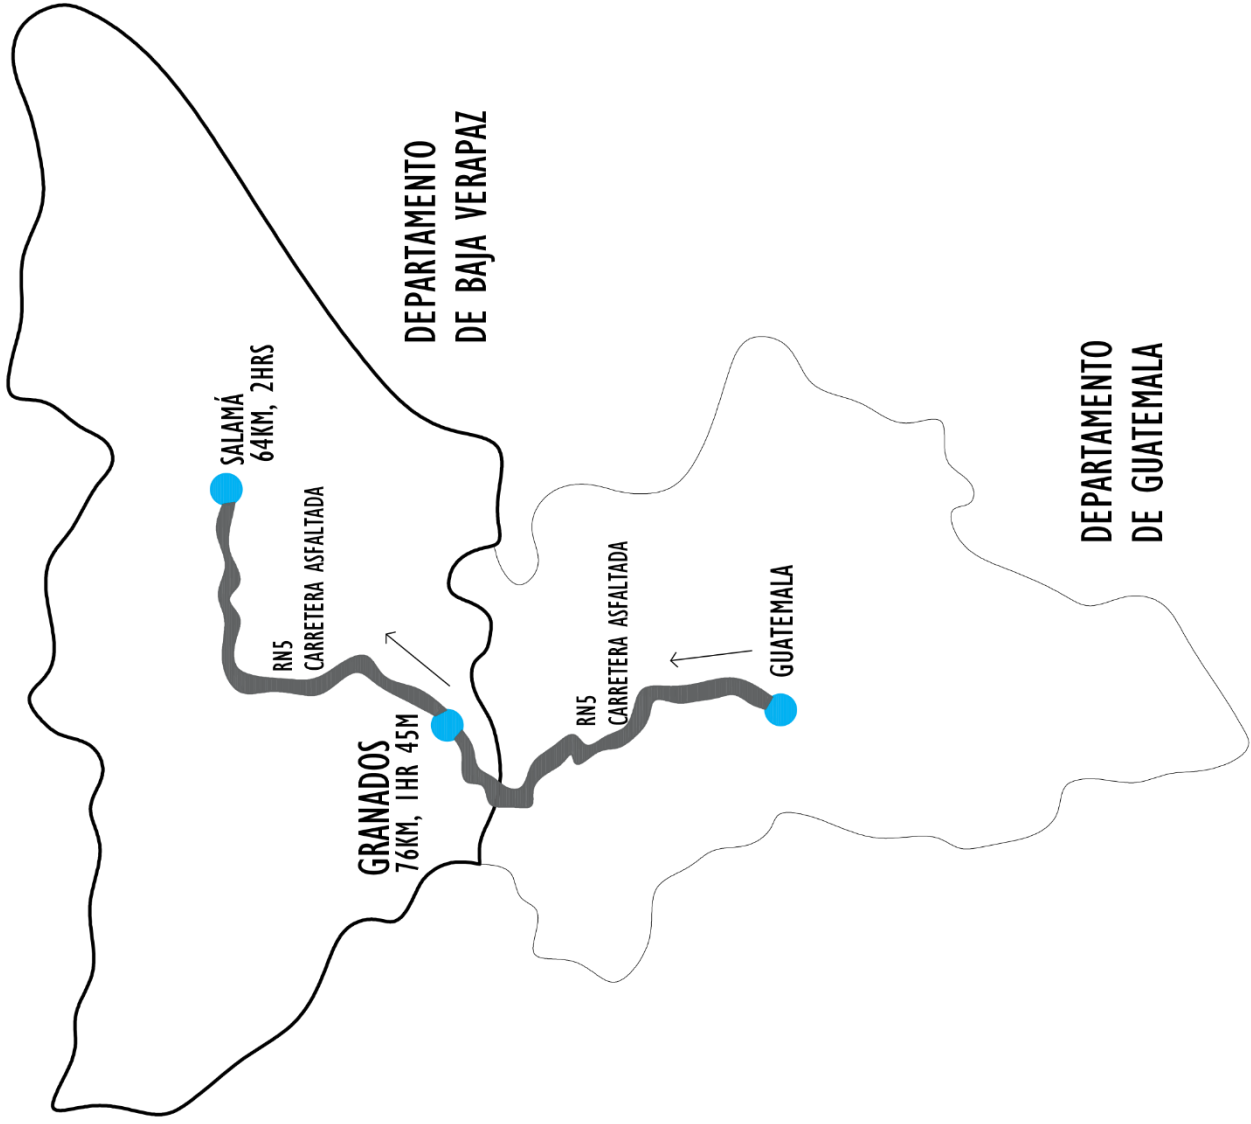 DEPARTAMENTO
DE BAJA VERAPAZ
SALAMÁ
64KM, 2HRS
RN5
CARRETERA ASFALTADA
GRANADOS
76KM, 1HR 45M
RN5
CARRETERA ASFALTADA
GUATEMALA
DEPARTAMENTO
DE GUATEMALA